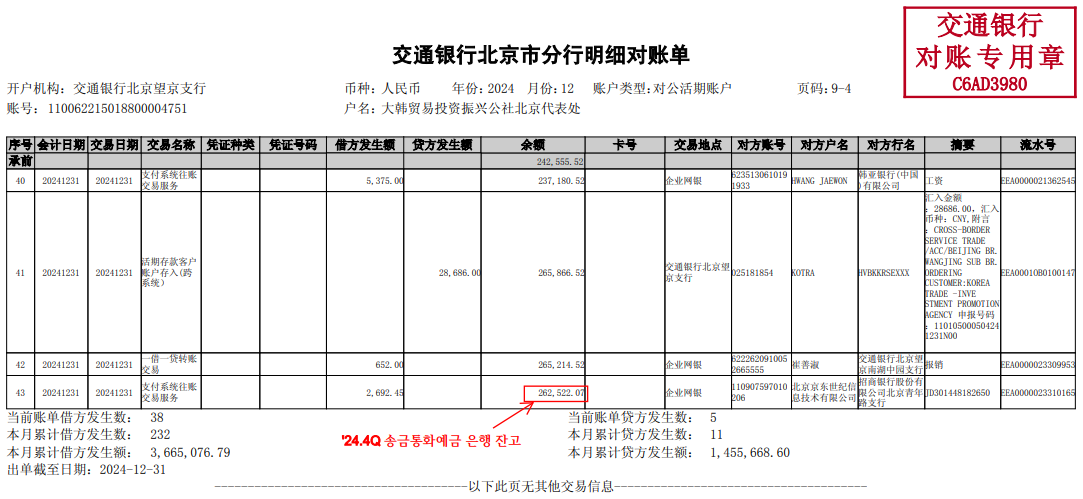 交通银行
对账专用章
C6AD3980
交通银行北京市分行明细对账单
开户机构: 交通银行北京望京支行 币种: 人民币 年份: 2024 月份: 12 账户类型: 对公活期账户 页码: 9-4
账号: 110062215018800004751 户名: 大韩贸易投资振兴公社北京代表处
序号 会计日期 交易日期 交易名称 凭证种类 凭证号码 借方发生额 贷方发生额 余额 卡号 交易地点 对方账号 对方户名 对方行名 摘要 流水号
承前 242,555.52
40 20241231 20241231 支付系统往账交易服务 5,375.00 237,180.52 企业网银 6235130610191933 HWANG JAEWON 韩亚银行(中国)有限公司 工资 EEA0000021362545
41 20241231 20241231 活期存款客户账户存入(跨系统) 28,686.00 265,866.52 交通银行北京望京支行 025181854 KOTRA HVBKKRSEXXX
汇入金额
: 28686.00, 汇入
币种: CNY,附言
: CROSS-BORDER
SERVICE TRADE
/ACC/BEIJING BR.
WANGJING SUB BR.
ORDERING
CUSTOMER:KOREA
TRADE -INVE
STMENT PROMOTION
AGENCY 申报号码
: 110105000504241231N00
EEA00010B0100147
42 20241231 20241231 一借一贷转账交易 652.00 265,214.52 企业网银 6222620910052665555 崔善淑 交通银行北京望京南湖中园支行 报销 EEA0000023309953
43 20241231 20241231 支付系统往账交易服务 2,692.45 262,522.07 企业网银 110907597010206 北京京东世纪信息技术有限公司 招商银行股份有限公司北京青年路支行 JD301448182650 EEA0000023310165
当前账单借方发生数: 38 当前账单贷方发生数: 5
本月累计借方发生数: 232 本月累计贷方发生数: 11
本月累计借方发生额: 3,665,076.79 本月累计贷方发生额: 1,455,668.60
出单截至日期: 2024-12-31
'24.4Q 송금통화예금 은행 잔고
以下此页无其他交易信息